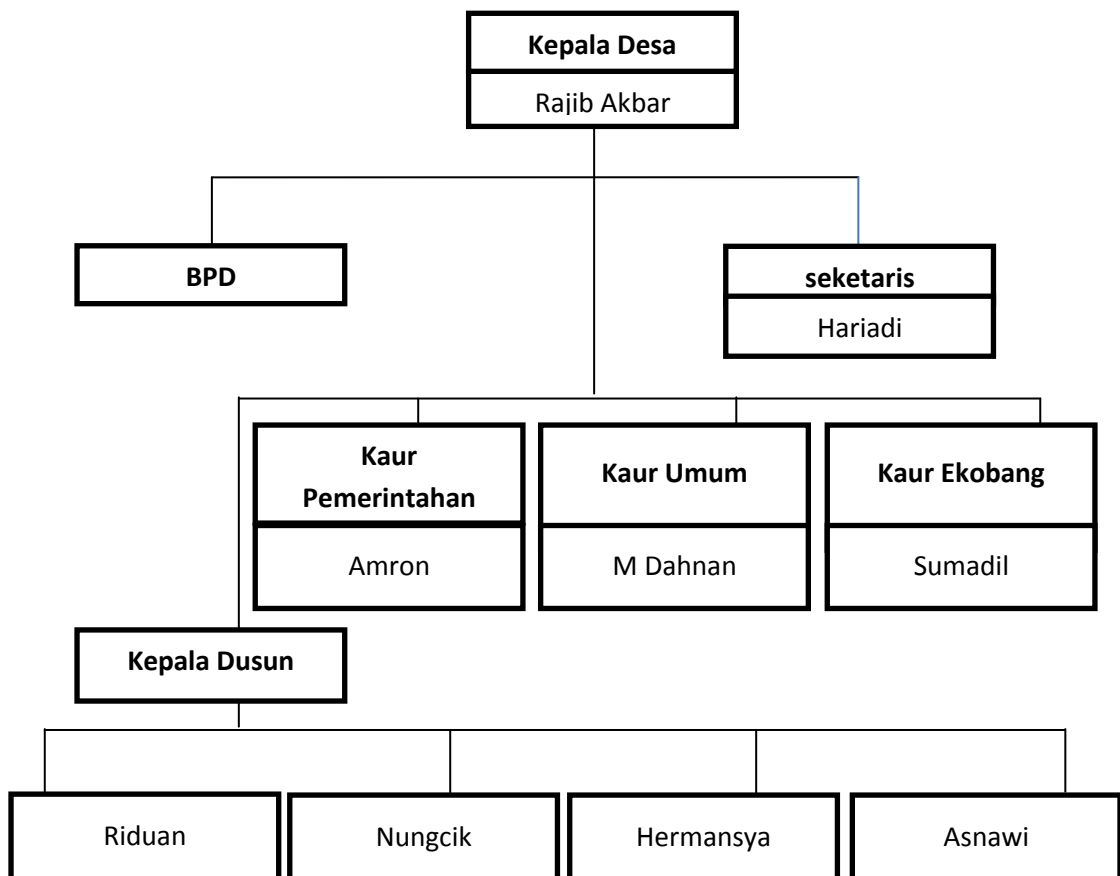 Kepala Desa
Rajib Akbar
BPD
seketaris
Hariadi
Kaur
Pemerintahan
Amron
Kaur Umum
M Dahnan
Kaur Ekobang
Sumadil
Kepala Dusun
Riduan
Nungcik
Hermansya
Asnawi